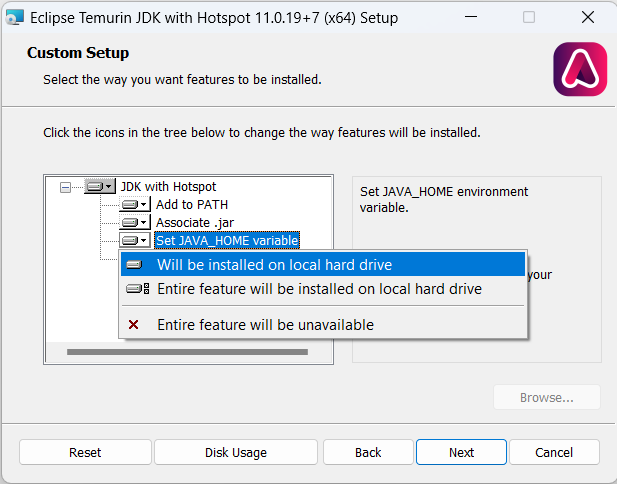 Eclipse Temurin JDK with Hotspot 11.0.19+7 (x64) Setup
Custom Setup
Select the way you want features to be installed.
Click the icons in the tree below to change the way features will be installed.
JDK with Hotspot
Add to PATH
Associate .jar
Set JAVA_HOME variable
Will be installed on local hard drive
Entire feature will be installed on local hard drive
Entire feature will be unavailable
Set JAVA_HOME environment
variable.
your
Browse...
Reset
Disk Usage
Back
Next
Cancel